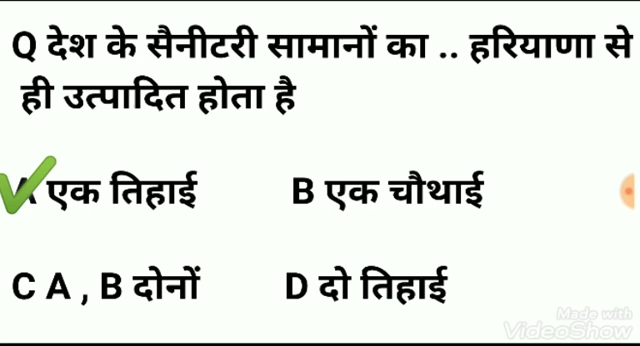 Q देश के सैनीटरी सामानों का .. हरियाणा से
ही उत्पादित होता है
A एक तिहाई B एक चौथाई
C A , B दोनों D दो तिहाई
Made with
VideoShow